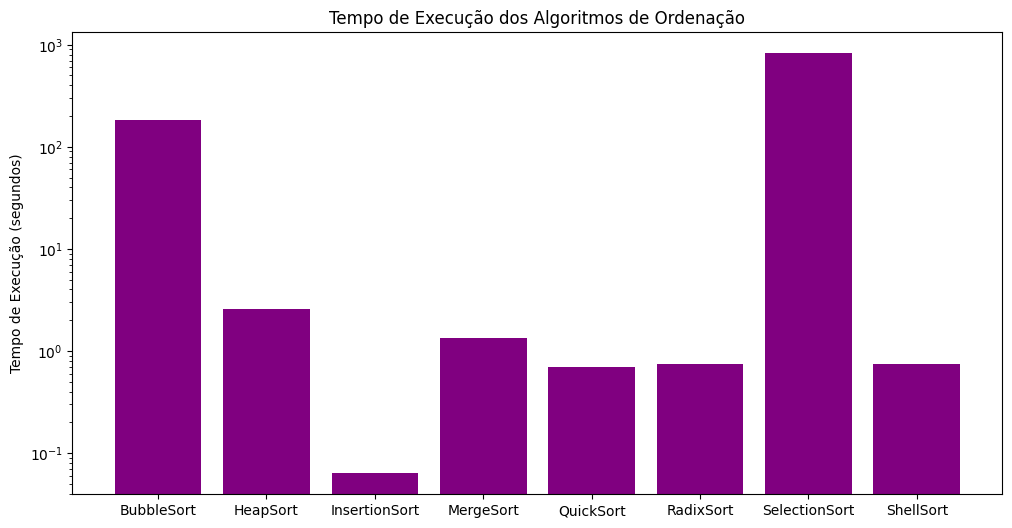 Tempo de Execução dos Algoritmos de Ordenação
Tempo de Execução (segundos)
10³
10²
10¹
10⁰
10⁻¹
BubbleSort HeapSort InsertionSort MergeSort QuickSort RadixSort SelectionSort ShellSort